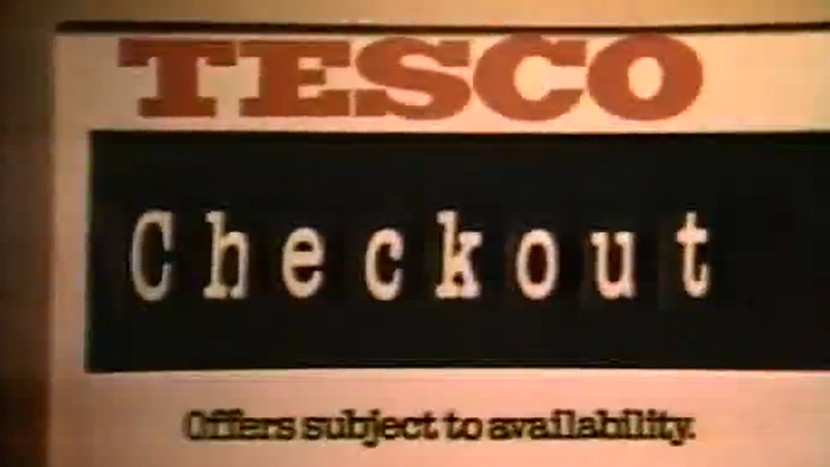 TESCO
Checkout
Offers subject to availability.